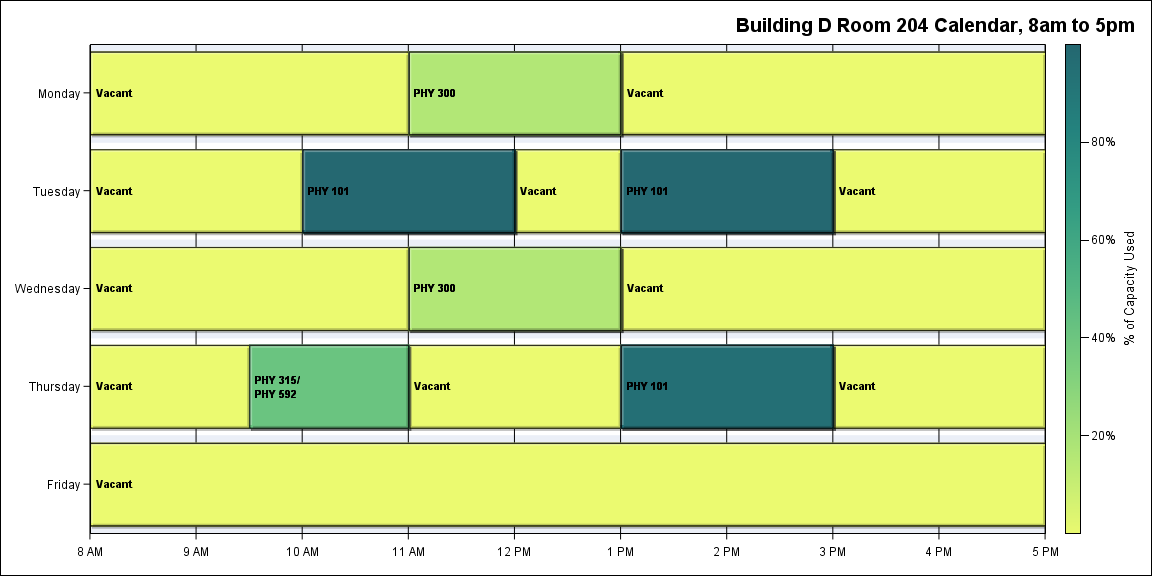 Building D Room 204 Calendar, 8am to 5pm
Monday
Vacant
PHY 300
Vacant
Tuesday
Vacant
PHY 101
Vacant
PHY 101
Vacant
Wednesday
Vacant
PHY 300
Vacant
Thursday
Vacant
PHY 315/
PHY 592
Vacant
PHY 101
Vacant
Friday
Vacant
8 AM
9 AM
10 AM
11 AM
12 PM
1 PM
2 PM
3 PM
4 PM
5 PM
80%
60%
40%
20%
% of Capacity Used